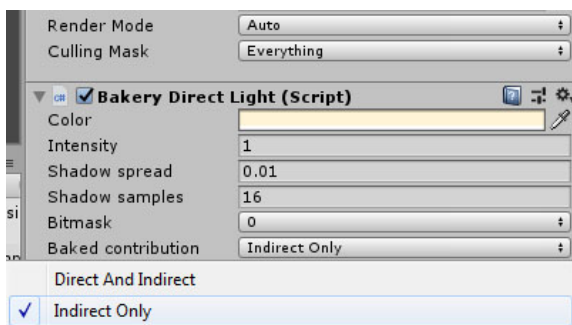 Render Mode Auto
Culling Mask Everything
Bakery Direct Light (Script)
Color
Intensity 1
Shadow spread 0.01
Shadow samples 16
Bitmask 0
Baked contribution Indirect Only
Direct And Indirect
Indirect Only